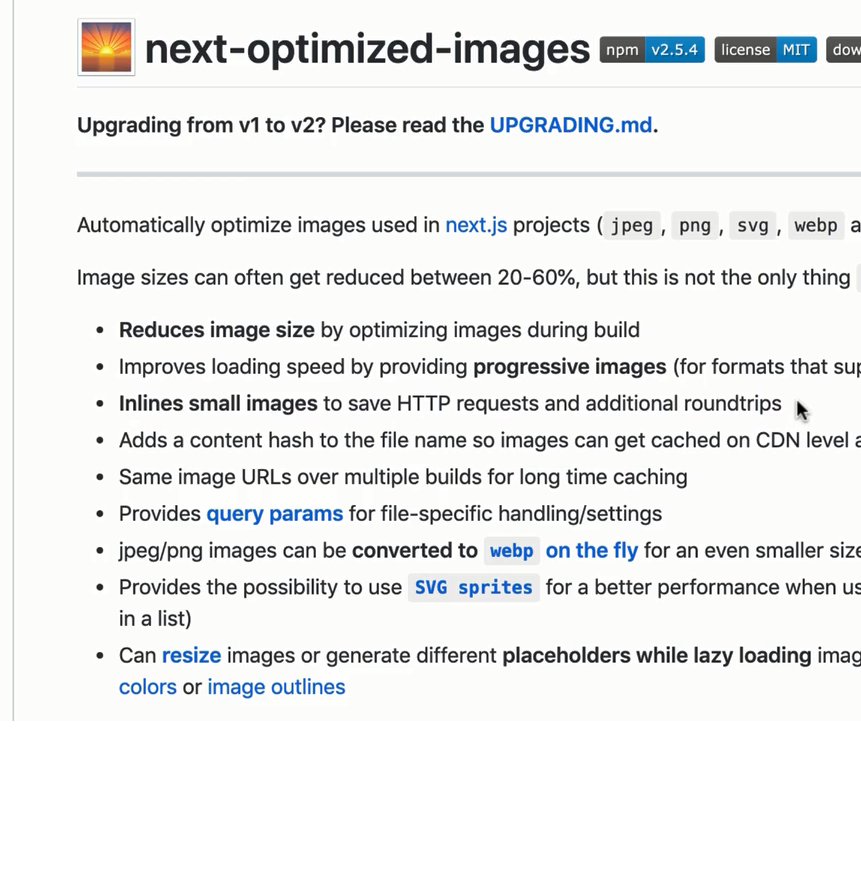 next-optimized-images npm v2.5.4 license MIT
Upgrading from v1 to v2? Please read the UPGRADING.md.
Automatically optimize images used in next.js projects (jpeg, png, svg, webp
Image sizes can often get reduced between 20-60%, but this is not the only thing
• Reduces image size by optimizing images during build
• Improves loading speed by providing progressive images (for formats that
• Inlines small images to save HTTP requests and additional roundtrips
• Adds a content hash to the file name so images can get cached on CDN level
• Same image URLs over multiple builds for long time caching
• Provides query params for file-specific handling/settings
• jpeg/png images can be converted to webp on the fly for an even smaller
• Provides the possibility to use SVG sprites for a better performance when
in a list)
• Can resize images or generate different placeholders while lazy loading
colors or image outlines